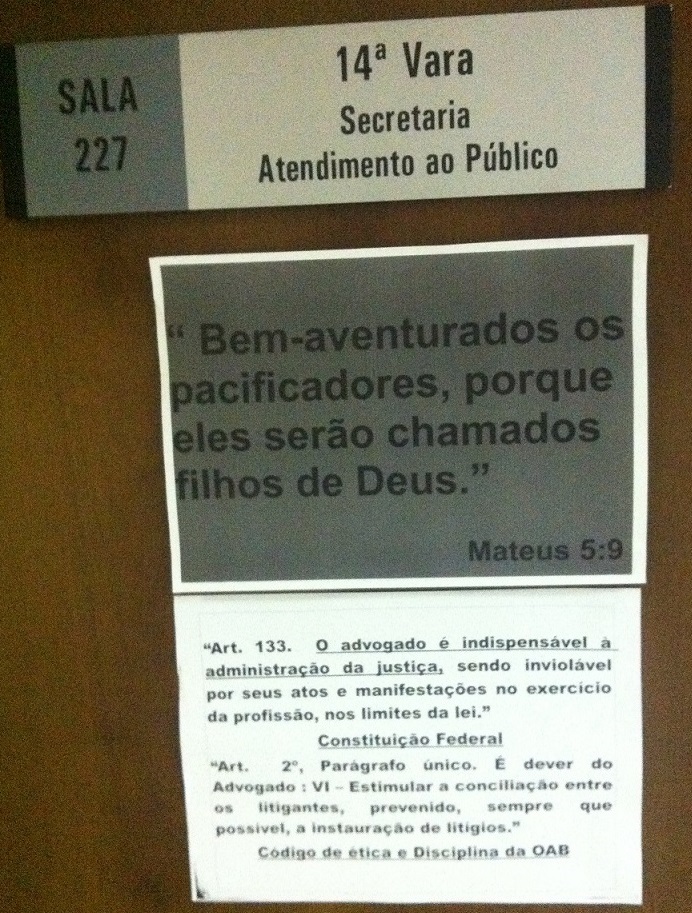 SALA
227
14ª Vara
Secretaria
Atendimento ao Público
“ Bem-aventurados os
pacificadores, porque
eles serão chamados
filhos de Deus.”
Mateus 5:9
“Art. 133. O advogado é indispensável à
administração da justiça, sendo inviolável
por seus atos e manifestações no exercício
da profissão, nos limites da lei.”
Constituição Federal
“Art. 2º, Parágrafo único. É dever do
Advogado : VI – Estimular a conciliação entre
os litigantes, prevenido, sempre que
possível, a instauração de litígios.”
Código de ética e Disciplina da OAB